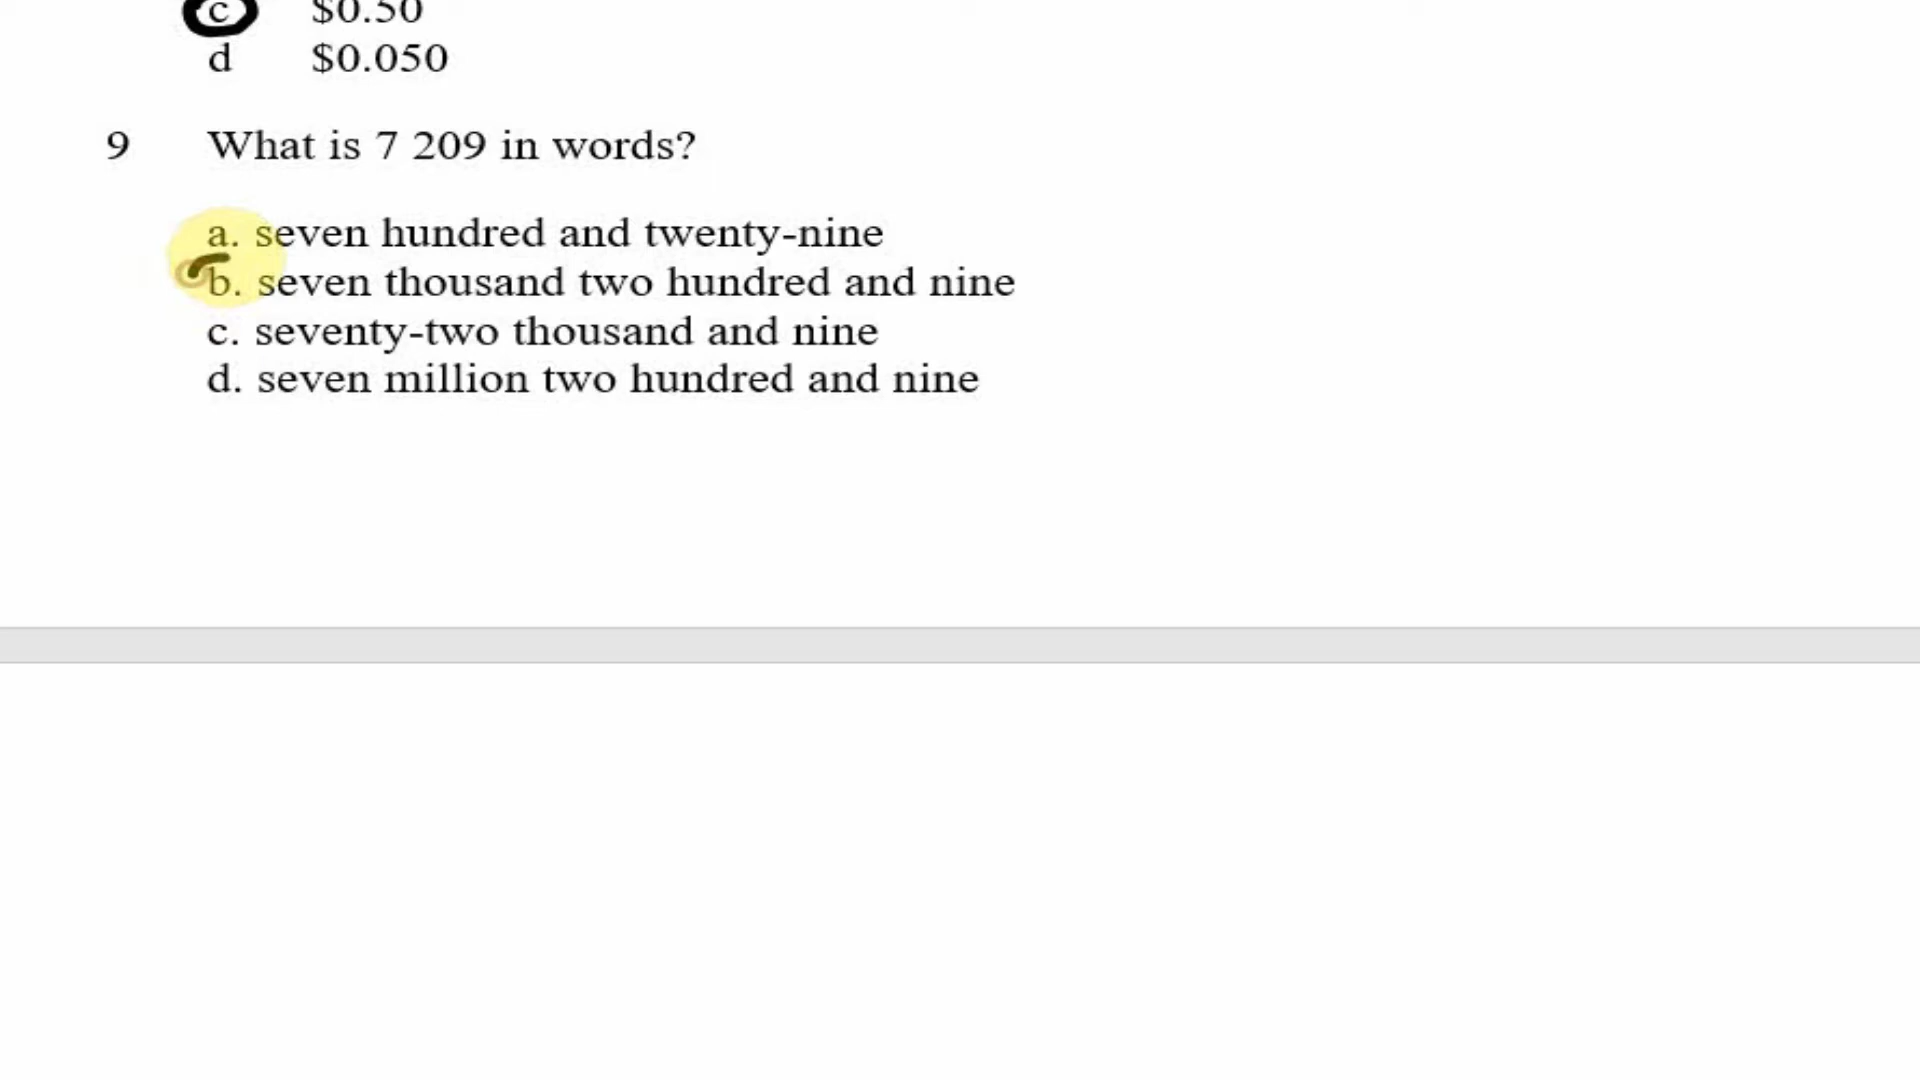 c $0.50
d $0.050
9 What is 7 209 in words?
a. seven hundred and twenty-nine
b. seven thousand two hundred and nine
c. seventy-two thousand and nine
d. seven million two hundred and nine